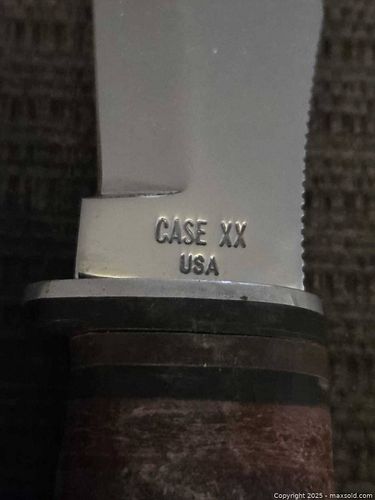 CASE XX
USA
Copyright 2025 - maxsold.com